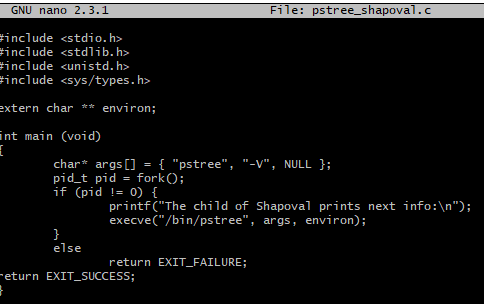 GNU nano 2.3.1 File: pstree_shapoval.c
#include <stdio.h>
#include <stdlib.h>
#include <unistd.h>
#include <sys/types.h>
extern char ** environ;
int main (void)
{
char* args[] = { "pstree", "-V", NULL };
pid_t pid = fork();
if (pid != 0) {
printf("The child of Shapoval prints next info:\n");
execve("/bin/pstree", args, environ);
}
else
return EXIT_FAILURE;
return EXIT_SUCCESS;
}